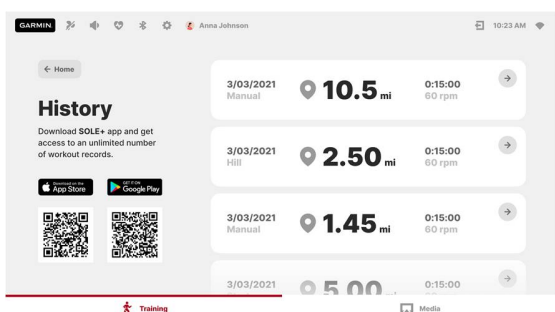 GARMIN
Anna Johnson
10:23 AM
← Home
History
Download SOLE+ app and get
access to an unlimited number
of workout records.
Download on the
App Store
GET IT ON
Google Play
3/03/2021
Manual
10.5 mi
0:15:00
60 rpm
3/03/2021
Hill
2.50 mi
0:15:00
60 rpm
3/03/2021
Manual
1.45 mi
0:15:00
60 rpm
3/03/2021
5.00 mi
0:15:00
Training
Media